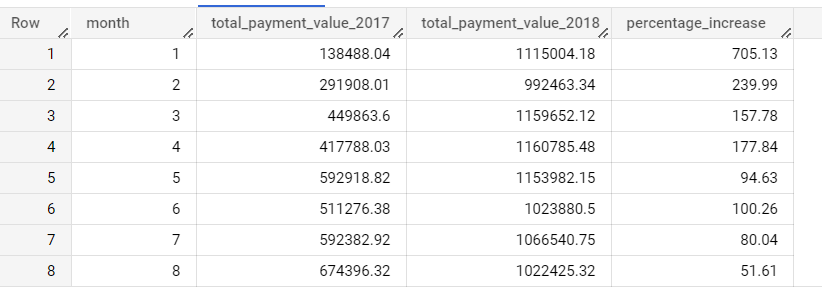 Row month total_payment_value_2017 total_payment_value_2018 percentage_increase
1 1 138488.04 1115004.18 705.13
2 2 291908.01 992463.34 239.99
3 3 449863.6 1159652.12 157.78
4 4 417788.03 1160785.48 177.84
5 5 592918.82 1153982.15 94.63
6 6 511276.38 1023880.5 100.26
7 7 592382.92 1066540.75 80.04
8 8 674396.32 1022425.32 51.61